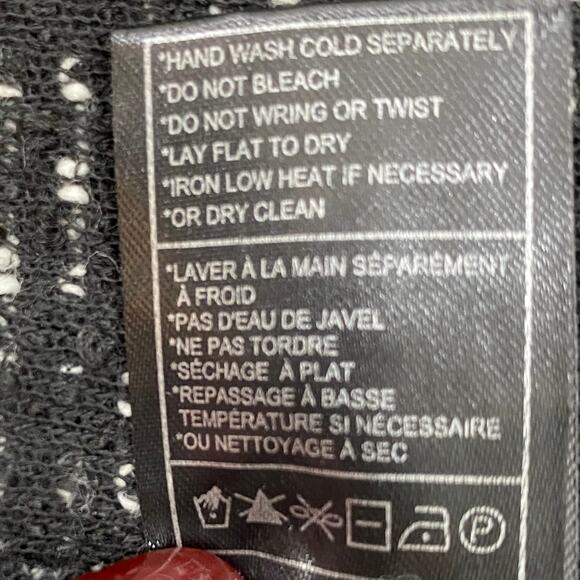 *HAND WASH COLD SEPARATELY
*DO NOT BLEACH
*DO NOT WRING OR TWIST
*LAY FLAT TO DRY
*IRON LOW HEAT IF NECESSARY
*OR DRY CLEAN
*LAVER À LA MAIN SÉPARÉMENT
À FROID
*PAS D'EAU DE JAVEL
*NE PAS TORDRE
*SÉCHAGE À PLAT
*REPASSAGE À BASSE
TEMPÉRATURE SI NÉCESSAIRE
*OU NETTOYAGE À SEC
P